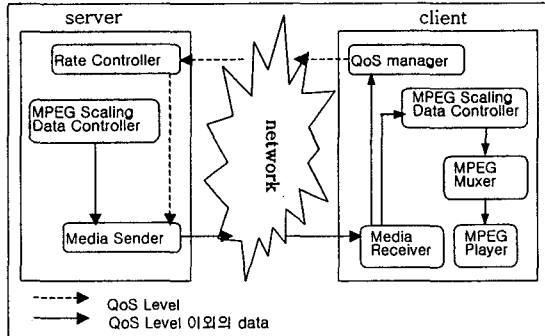 server
client
Rate Controller
QoS manager
MPEG Scaling
Data Controller
MPEG Scaling
Data Controller
network
MPEG
Muxer
Media Sender
Media
Receiver
MPEG
Player
QoS Level
QoS Level 이외의 data